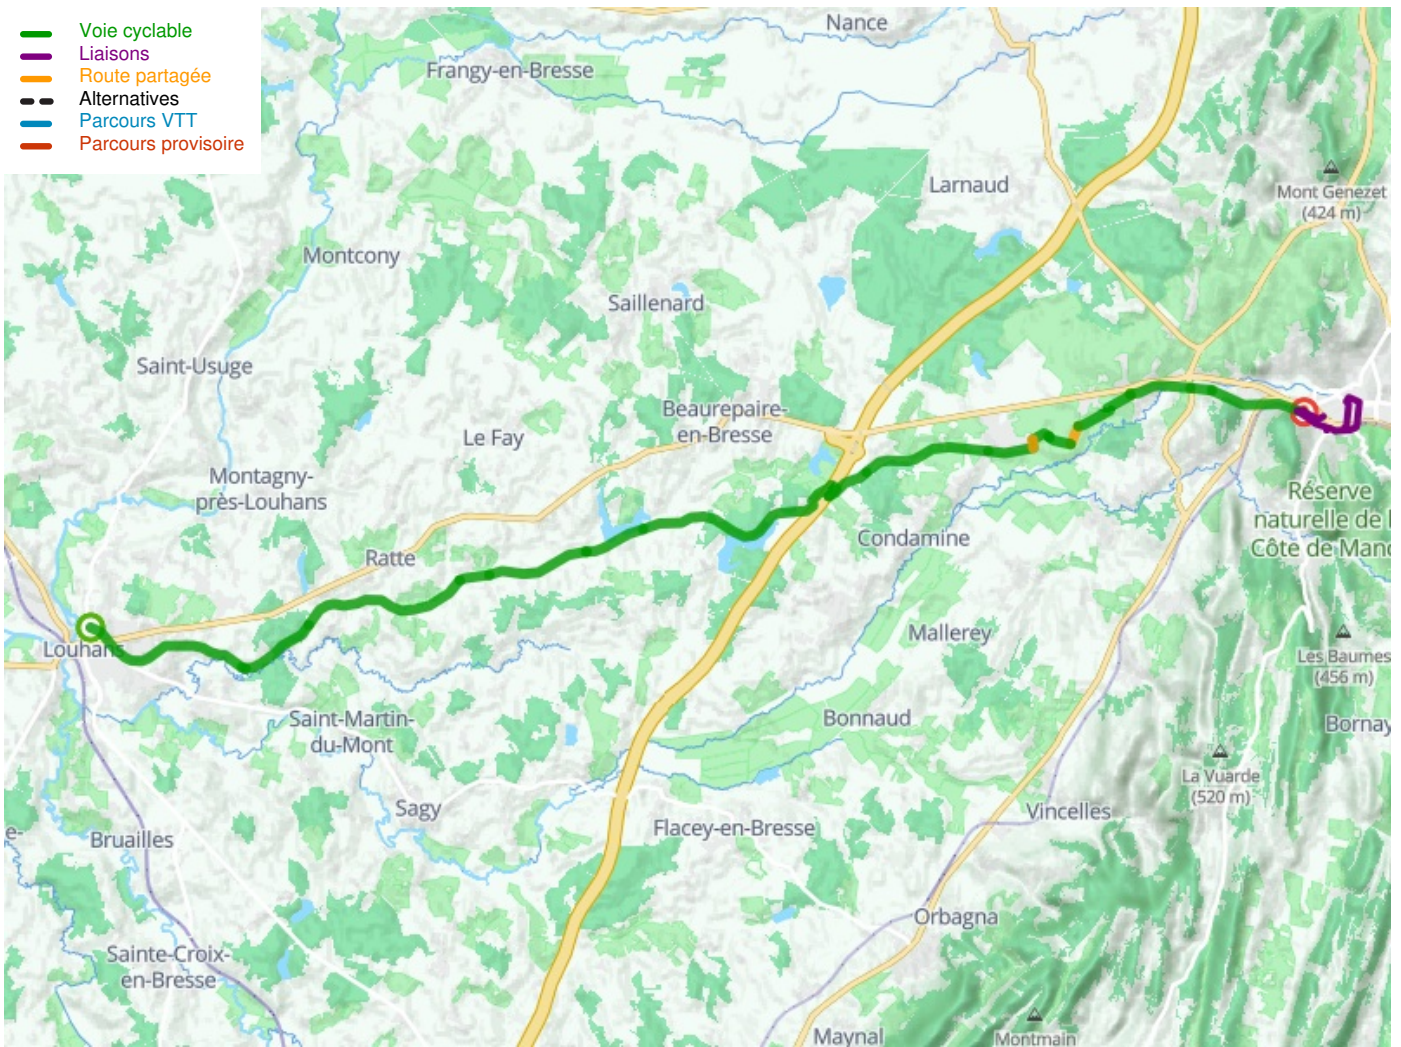 Voie cyclable
Liaisons
Route partagée
Alternatives
Parcours VTT
Parcours provisoire
Nance
Frangy-en-Bresse
Larnaud
Mont Genezet
(424 m)
Montcony
Saillenard
Saint-Usuge
Beaurepaire-
en-Bresse
Le Fay
Montagny-
près-Louhans
Réserve
naturelle de l
Côte de Manc
Condamine
Ratte
Louhans
Mallerey
Les Baumes
(456 m)
Saint-Martin-
du-Mont
Bonnaud
Bornay
La Vuarde
(520 m)
Sagy
Vincelles
Flacey-en-Bresse
e-
Bruailles
Orbagna
Sainte-Croix-
en-Bresse
Maynal
Montmain